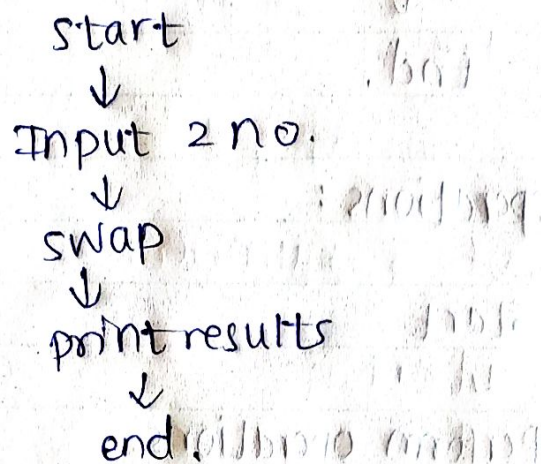 start
↓
Input 2 no.
↓
swap
↓
print results
↓
end.